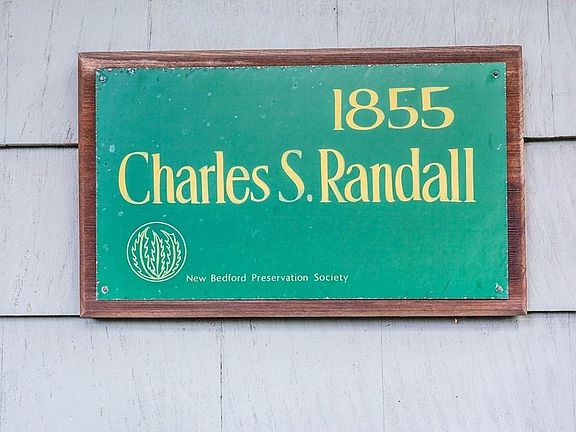 1855
Charles S. Randall
New Bedford Preservation Society